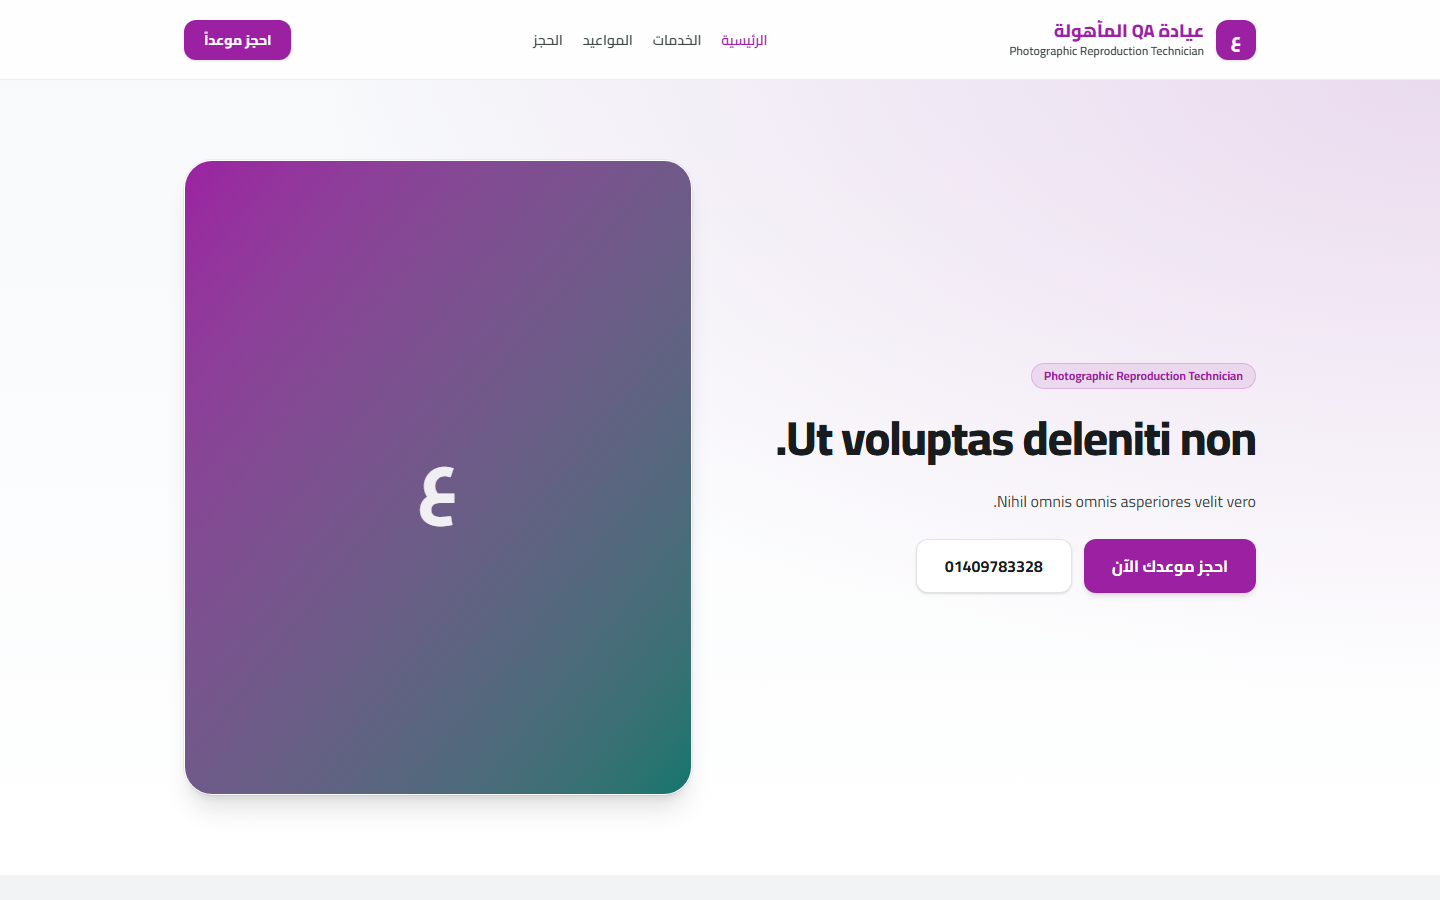 ع
عيادة QA المأهولة
Photographic Reproduction Technician
الرئيسية
الخدمات
المواعيد
الحجز
احجز موعداً
Photographic Reproduction Technician
Ut voluptas deleniti non.
Nihil omnis omnis asperiores velit vero.
احجز موعدك الآن
01409783328
ع